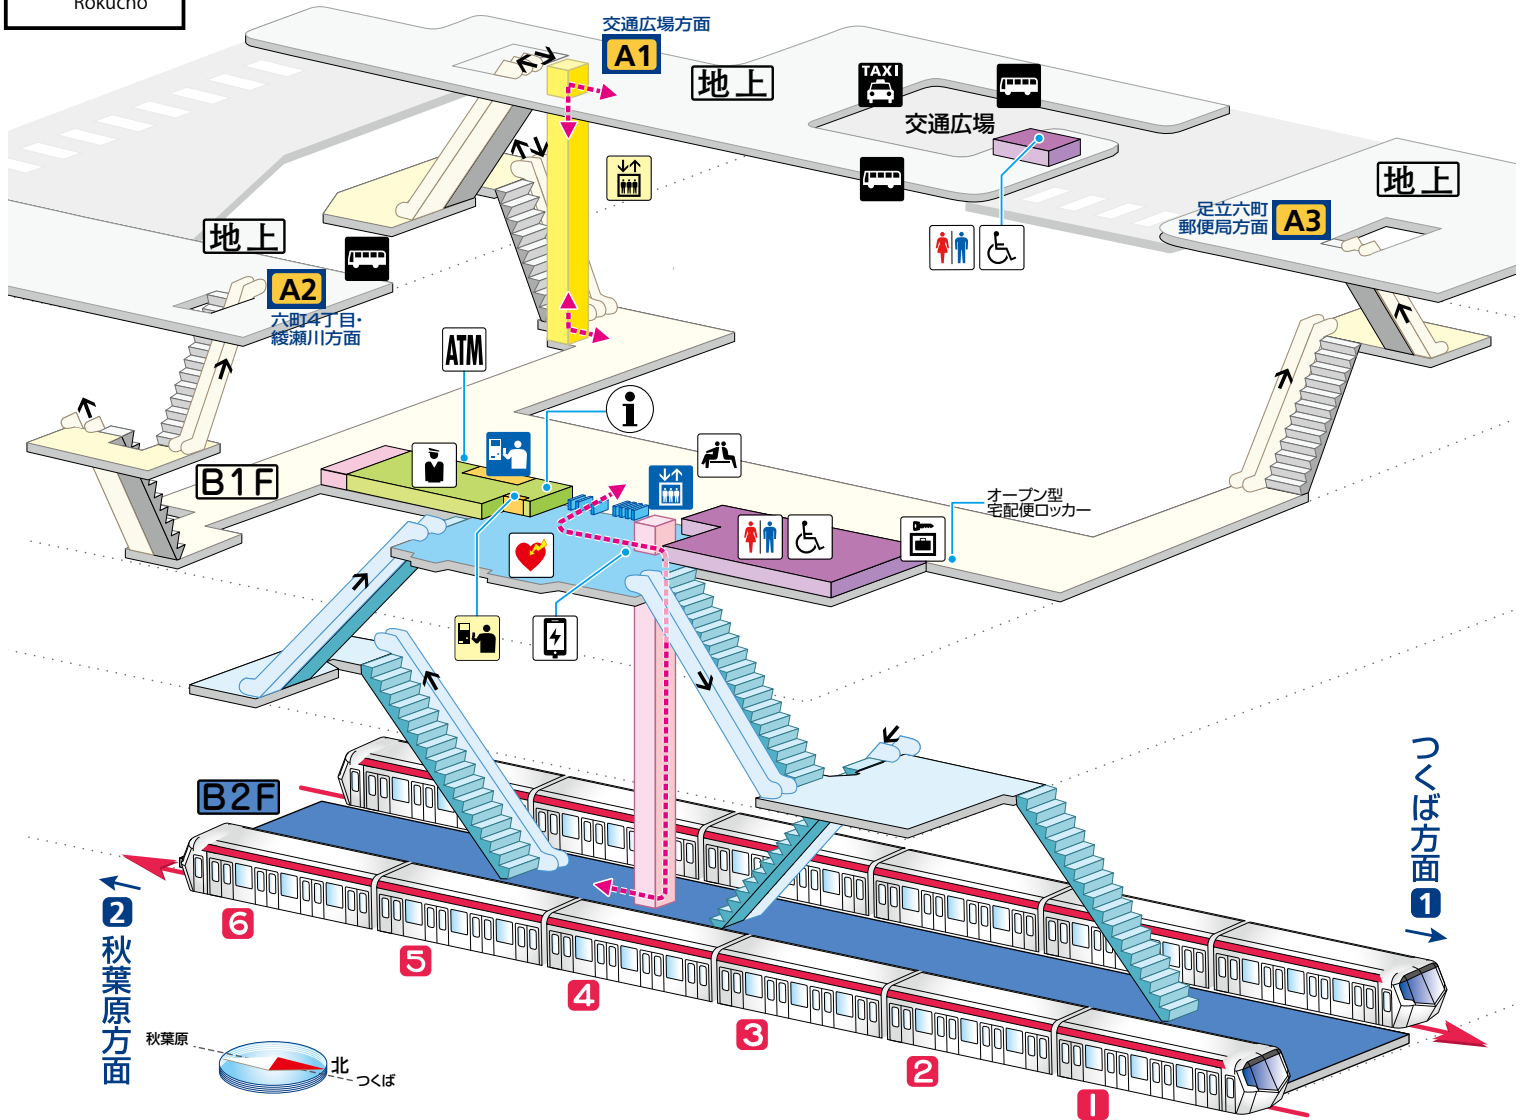 Rokucho
交通広場方面
A1
地上
TAXI
交通広場
地上
足立六町
郵便局方面
A3
地上
A2
六町4丁目・
綾瀬川方面
ATM
i
B1F
オープン型
宅配便ロッカー
B2F
つくば方面 1
2 秋葉原方面
6
5
4
3
2
1
秋葉原
北
つくば